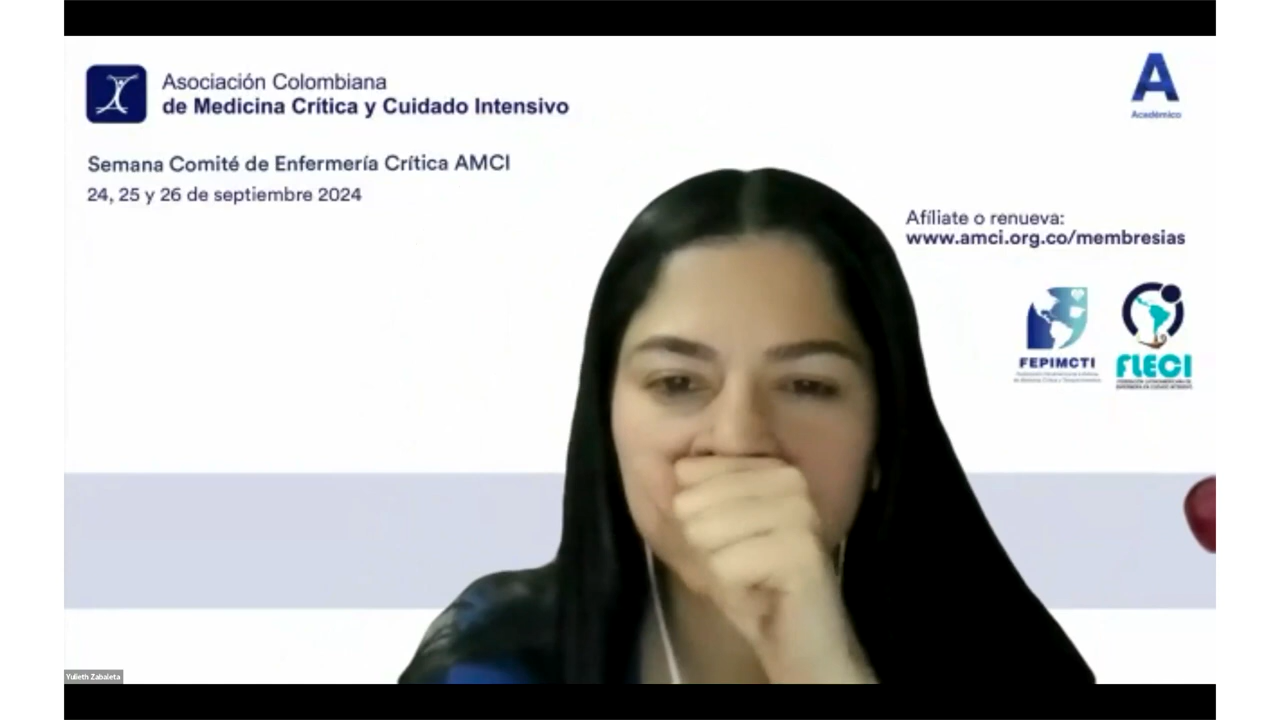 Asociación Colombiana
de Medicina Crítica y Cuidado Intensivo
A
Académico
Semana Comité de Enfermería Crítica AMCI
24, 25 y 26 de septiembre 2024
Afíliate o renueva:
www.amci.org.co/membresias
FEPIMCTI
FLECI
Yulieth Zabaleta